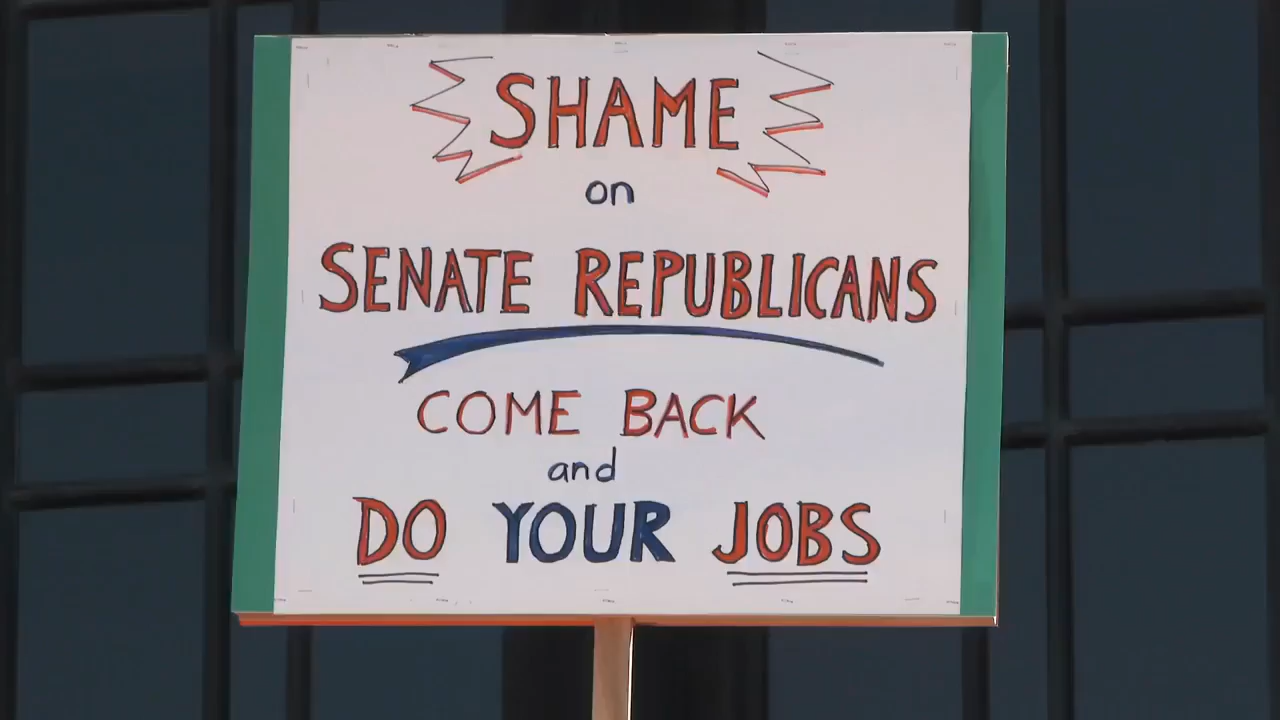 SHAME
on
SENATE REPUBLICANS
COME BACK
and
DO YOUR JOBS